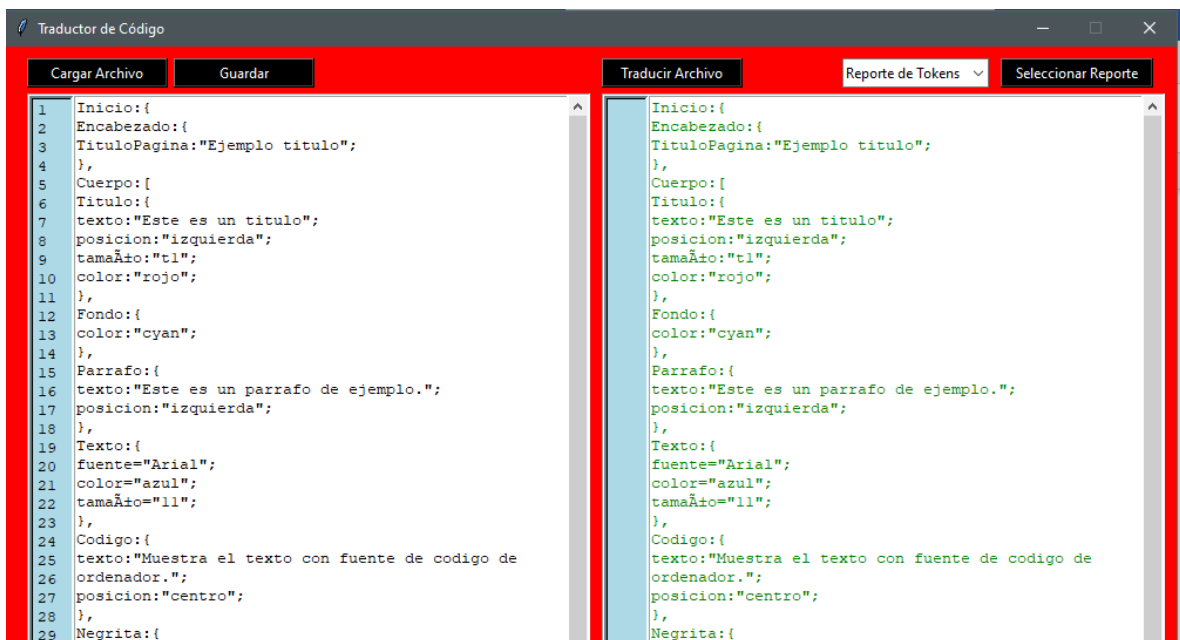 Traductor de Código
Cargar Archivo Guardar Traducir Archivo Reporte de Tokens Seleccionar Reporte
1 Inicio:{
2 Encabezado:{
3 TituloPagina:"Ejemplo titulo";
4 },
5 Cuerpo:[
6 Titulo:{
7 texto:"Este es un titulo";
8 posicion:"izquierda";
9 tamaÃ±o:"t1";
10 color:"rojo";
11 },
12 Fondo:{
13 color:"cyan";
14 },
15 Parrafo:{
16 texto:"Este es un parrafo de ejemplo.";
17 posicion:"izquierda";
18 },
19 Texto:{
20 fuente="Arial";
21 color="azul";
22 tamaÃ±o="11";
23 },
24 Codigo:{
25 texto:"Muestra el texto con fuente de codigo de
26 ordenador.";
27 posicion:"centro";
28 },
29 Negrita:{
Inicio:{
Encabezado:{
TituloPagina:"Ejemplo titulo";
},
Cuerpo:[
Titulo:{
texto:"Este es un titulo";
posicion:"izquierda";
tamaÃ±o:"t1";
color:"rojo";
},
Fondo:{
color:"cyan";
},
Parrafo:{
texto:"Este es un parrafo de ejemplo.";
posicion:"izquierda";
},
Texto:{
fuente="Arial";
color="azul";
tamaÃ±o="11";
},
Codigo:{
texto:"Muestra el texto con fuente de codigo de
ordenador.";
posicion:"centro";
},
Negrita:{